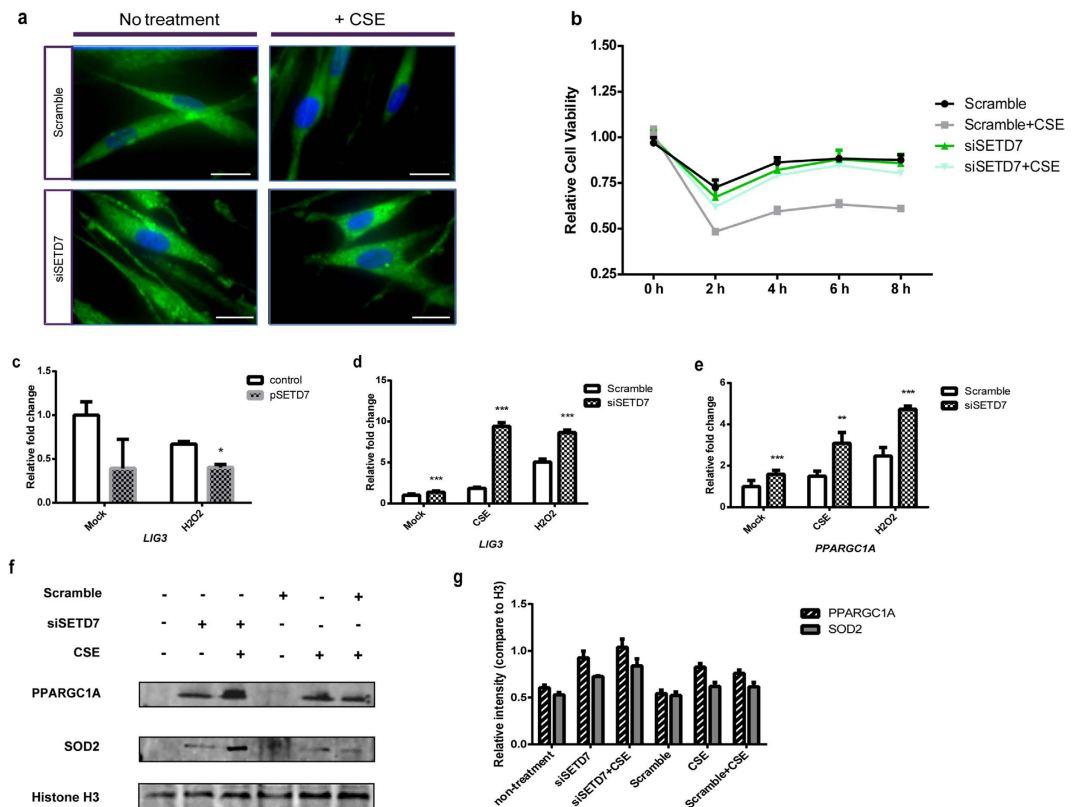 a
No treatment
+ CSE
Scramble
siSETD7
b
Relative Cell Viability
1.50
1.25
1.00
0.75
0.50
0.25
0 h 2 h 4 h 6 h 8 h
Scramble
Scramble+CSE
siSETD7
siSETD7+CSE
c
Relative fold change
1.5
1.0
0.5
0.0
control
pSETD7
*
Mock H2O2
LIG3
d
Relative fold change
15
10
5
0
Scramble
siSETD7
*** *** ***
Mock CSE H2O2
LIG3
e
Relative fold change
6
4
2
0
Scramble
siSETD7
*** ** ***
Mock CSE H2O2
PPARGC1A
f
Scramble - - - + - +
siSETD7 - + + - - -
CSE - - + - + +
PPARGC1A
SOD2
Histone H3
g
Relative intensity (compare to H3)
1.5
1.0
0.5
0.0
PPARGC1A
SOD2
non-treatment siSETD7 siSETD7+CSE Scramble CSE Scramble+CSE